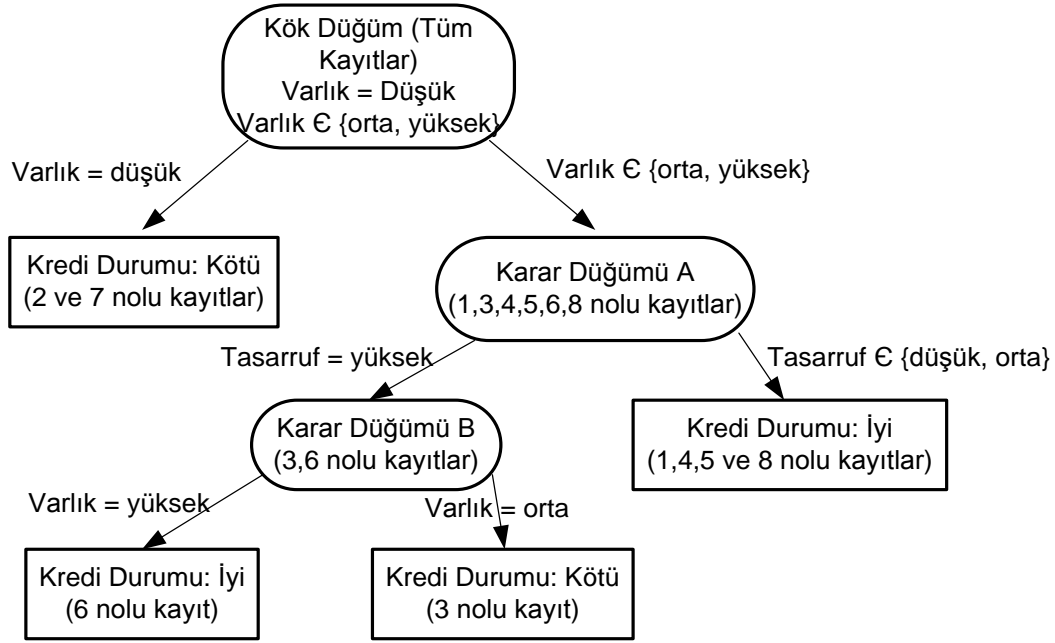 Kök Düğüm (Tüm
Kayıtlar)
Varlık = Düşük
Varlık Є {orta, yüksek}
Varlık = düşük
Varlık Є {orta, yüksek}
Kredi Durumu: Kötü
(2 ve 7 nolu kayıtlar)
Karar Düğümü A
(1,3,4,5,6,8 nolu kayıtlar)
Tasarruf = yüksek
Tasarruf Є {düşük, orta}
Karar Düğümü B
(3,6 nolu kayıtlar)
Kredi Durumu: İyi
(1,4,5 ve 8 nolu kayıtlar)
Varlık = yüksek
Varlık = orta
Kredi Durumu: İyi
(6 nolu kayıt)
Kredi Durumu: Kötü
(3 nolu kayıt)